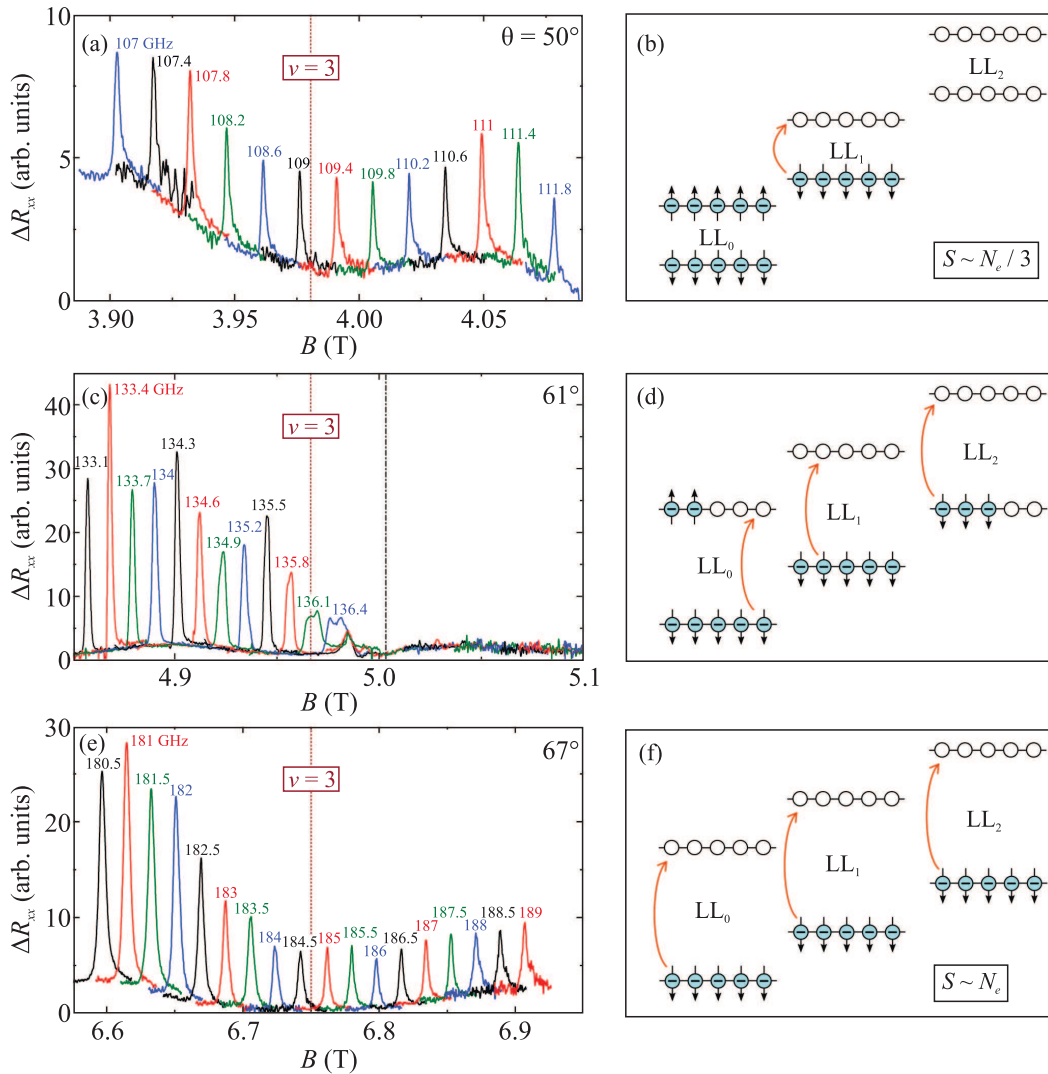 (a)
θ = 50°
107 GHz
107.4
107.8
108.2
108.6
109
109.4
109.8
110.2
110.6
111
111.4
111.8
ν = 3
ΔRxx (arb. units)
10
5
0
3.90
3.95
4.00
4.05
B (T)
(b)
LL2
LL1
LL0
S ~ Ne / 3
(c)
61°
133.4 GHz
133.1
133.7
134
134.3
134.6
134.9
135.2
135.5
135.8
136.1
136.4
ν = 3
ΔRxx (arb. units)
40
30
20
10
0
4.9
5.0
5.1
B (T)
(d)
LL2
LL1
LL0
(e)
67°
181 GHz
180.5
181.5
182
182.5
183
183.5
184
184.5
185
185.5
186
186.5
187
187.5
188
188.5
189
ν = 3
ΔRxx (arb. units)
30
20
10
0
6.6
6.7
6.8
6.9
B (T)
(f)
LL2
LL1
LL0
S ~ Ne